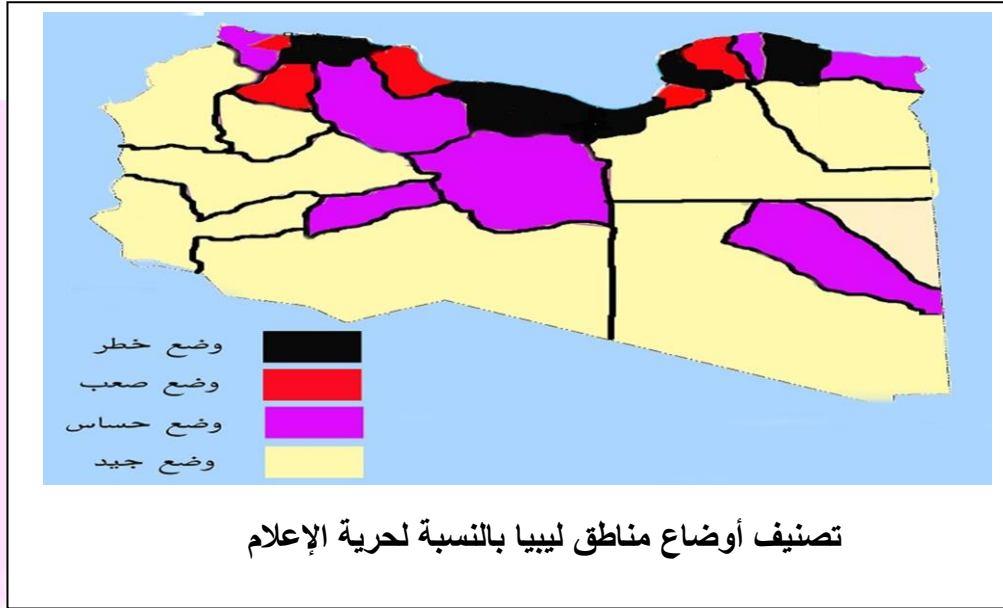 وضع خطر
وضع صعب
وضع حساس
وضع جيد
تصنيف أوضاع مناطق ليبيا بالنسبة لحرية الإعلام